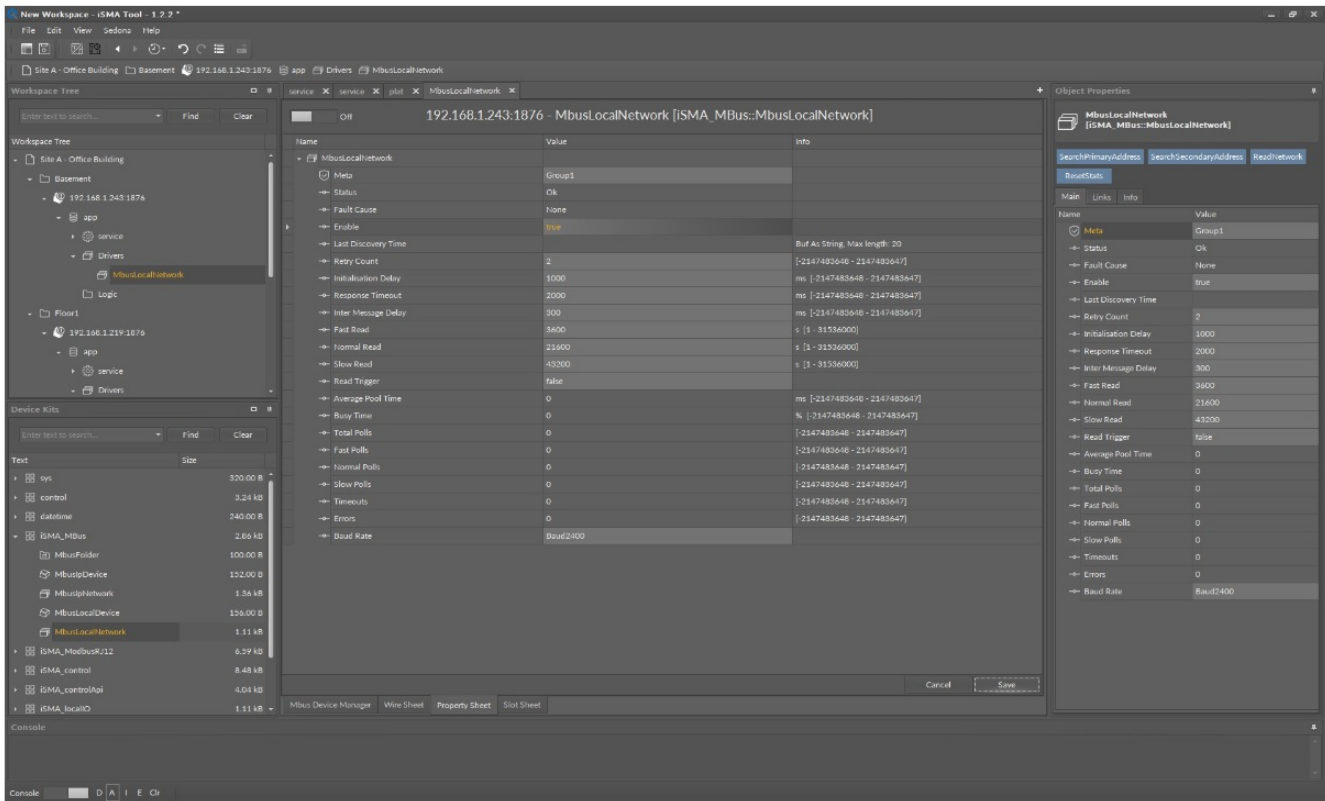 New Workspace - iSMA Tool - 1.2.2 *
File Edit View Sedona Help
Site A - Office Building Basement 192.168.1.243:1876 app Drivers MbusLocalNetwork
Workspace Tree
Enter text to search... Find Clear
Workspace Tree
Site A - Office Building
Basement
192.168.1.243:1876
app
service
Drivers
MbusLocalNetwork
Logic
Floor1
192.168.1.219:1876
app
service
Drivers
Device Kits
Enter text to search... Find Clear
Text Size
sys 320.00 B
control 3.24 kB
datetime 240.00 B
iSMA_MBus 2.86 kB
MbusFolder 100.00 B
MbusIpDevice 152.00 B
MbusIpNetwork 1.36 kB
MbusLocalDevice 136.00 B
MbusLocalNetwork 1.11 kB
iSMA_ModbusRJ12 6.59 kB
iSMA_control 8.48 kB
iSMA_controlApi 4.04 kB
iSMA_localIO 1.11 kB
service service plat MbusLocalNetwork
Off 192.168.1.243:1876 - MbusLocalNetwork [iSMA_MBus::MbusLocalNetwork]
Name Value Info
MbusLocalNetwork
Meta Group1
Status Ok
Fault Cause None
Enable true
Last Discovery Time Buf As String, Max length: 20
Retry Count 2 [-2147483648 - 2147483647]
Initialisation Delay 1000 ms [-2147483648 - 2147483647]
Response Timeout 2000 ms [-2147483648 - 2147483647]
Inter Message Delay 300 ms [-2147483648 - 2147483647]
Fast Read 3600 s [1 - 31536000]
Normal Read 21600 s [1 - 31536000]
Slow Read 43200 s [1 - 31536000]
Read Trigger false
Average Pool Time 0 ms [-2147483648 - 2147483647]
Busy Time 0 % [-2147483648 - 2147483647]
Total Polls 0 [-2147483648 - 2147483647]
Fast Polls 0 [-2147483648 - 2147483647]
Normal Polls 0 [-2147483648 - 2147483647]
Slow Polls 0 [-2147483648 - 2147483647]
Timeouts 0 [-2147483648 - 2147483647]
Errors 0 [-2147483648 - 2147483647]
Baud Rate Baud2400
Cancel Save
Mbus Device Manager Wire Sheet Property Sheet Slot Sheet
Object Properties
MbusLocalNetwork
[iSMA_MBus::MbusLocalNetwork]
SearchPrimaryAddress SearchSecondaryAddress ReadNetwork
ResetStats
Main Links Info
Name Value
Meta Group1
Status Ok
Fault Cause None
Enable true
Last Discovery Time
Retry Count 2
Initialisation Delay 1000
Response Timeout 2000
Inter Message Delay 300
Fast Read 3600
Normal Read 21600
Slow Read 43200
Read Trigger false
Average Pool Time 0
Busy Time 0
Total Polls 0
Fast Polls 0
Normal Polls 0
Slow Polls 0
Timeouts 0
Errors 0
Baud Rate Baud2400
Console
Console D A I E Clr